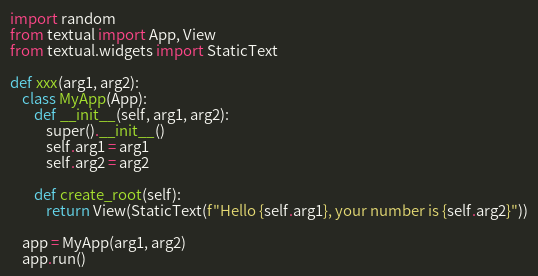 import random
from textual import App, View
from textual.widgets import StaticText

def xxx(arg1, arg2):
    class MyApp(App):
        def __init__(self, arg1, arg2):
            super().__init__()
            self.arg1 = arg1
            self.arg2 = arg2

        def create_root(self):
            return View(StaticText(f"Hello {self.arg1}, your number is {self.arg2}"))

    app = MyApp(arg1, arg2)
    app.run()